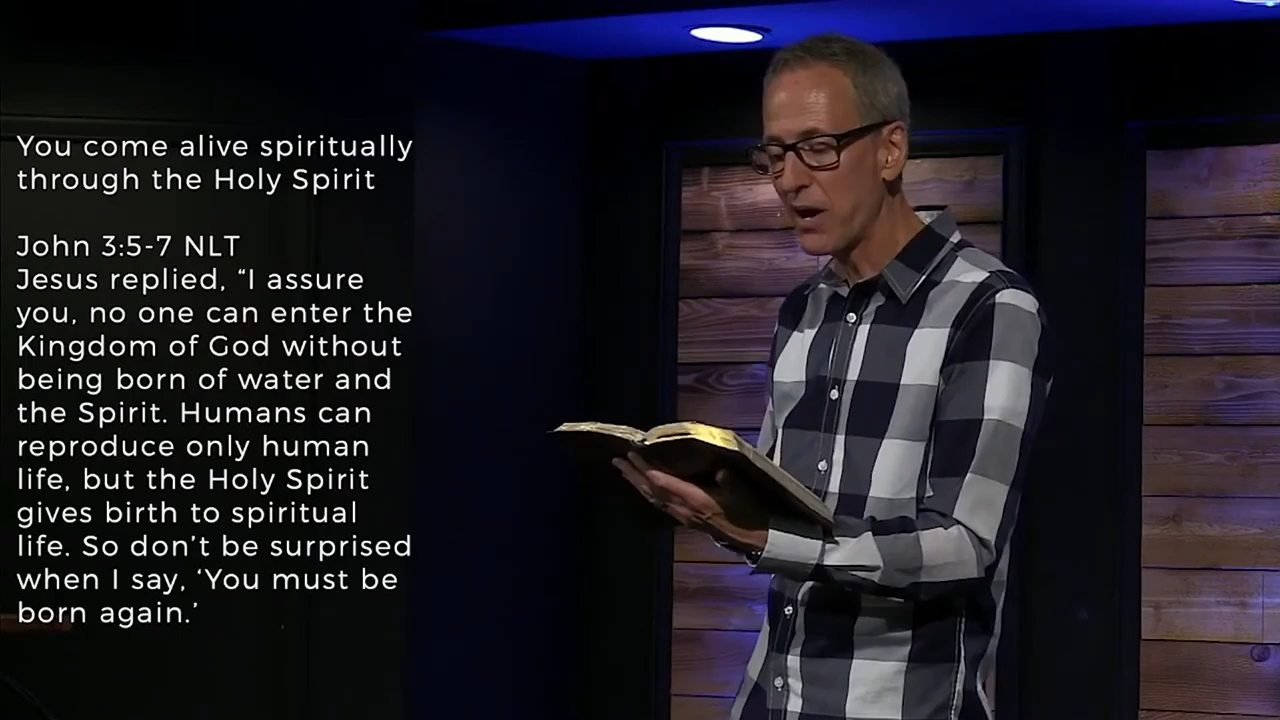 You come alive spiritually
through the Holy Spirit
John 3:5-7 NLT
Jesus replied, “I assure
you, no one can enter the
Kingdom of God without
being born of water and
the Spirit. Humans can
reproduce only human
life, but the Holy Spirit
gives birth to spiritual
life. So don’t be surprised
when I say, ‘You must be
born again.’